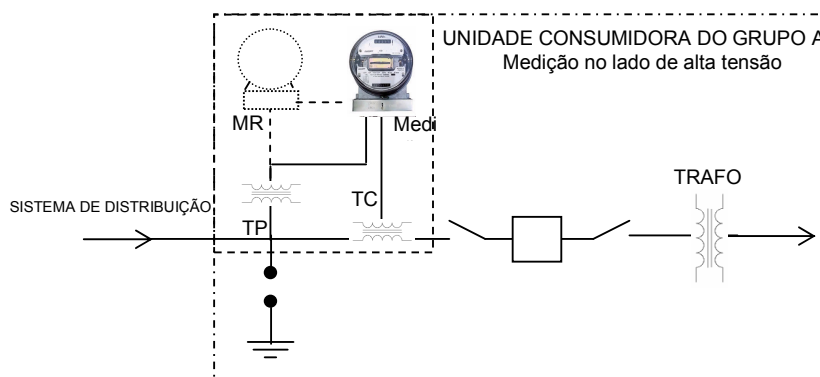 UNIDADE CONSUMIDORA DO GRUPO A
Medição no lado de alta tensão
MR
Medi
TRAFO
TC
SISTEMA DE DISTRIBUIÇÃO
TP